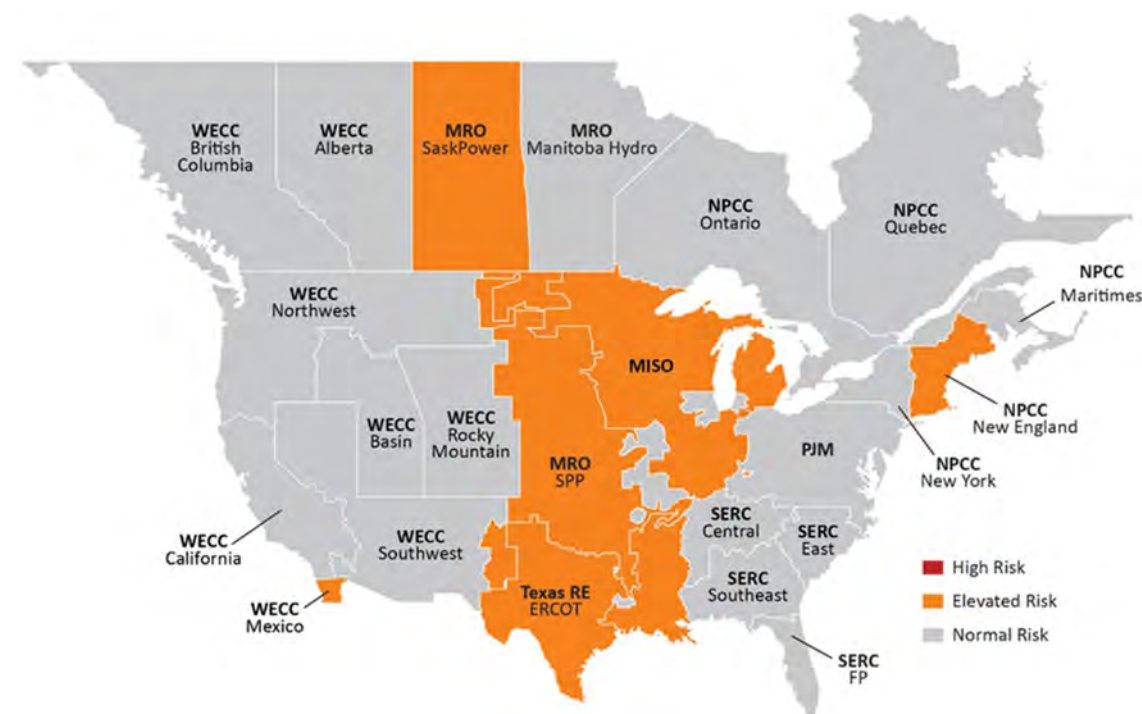 WECC
British
Columbia
WECC
Alberta
MRO
SaskPower
MRO
Manitoba Hydro
NPCC
Ontario
NPCC
Quebec
NPCC
Maritimes
WECC
Northwest
MISO
NPCC
New England
WECC
Basin
WECC
Rocky
Mountain
MRO
SPP
PJM
NPCC
New York
WECC
California
WECC
Southwest
SERC
Central
SERC
East
WECC
Mexico
Texas RE
ERCOT
SERC
Southeast
SERC
FP
High Risk
Elevated Risk
Normal Risk